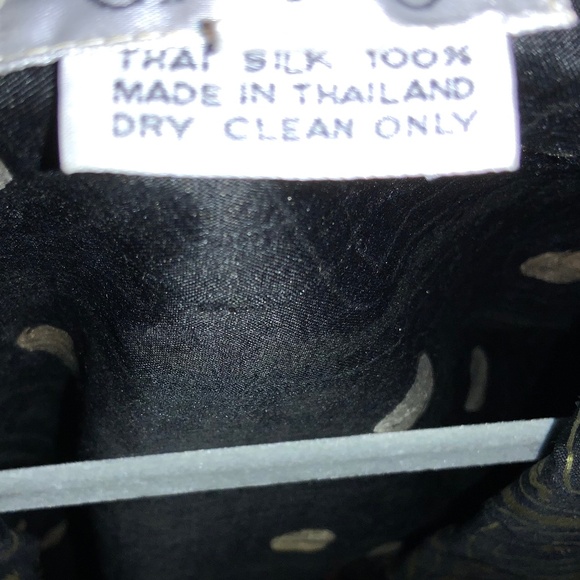 THAI SILK 100%
MADE IN THAILAND
DRY CLEAN ONLY